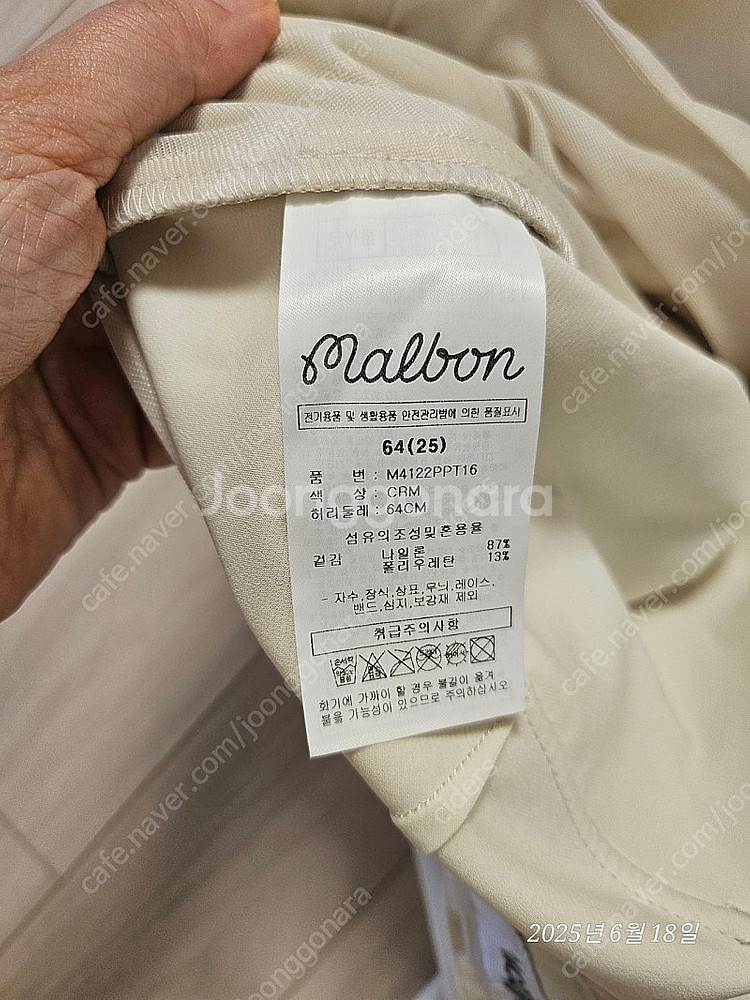 Malbon
전기용품 및 생활용품 안전관리법에 의한 품질표시
64(25)
품 번 : M4122PPT16
색 상 : CRM
허리둘레 : 64CM
섬유의조성및혼용율
겉감 나일론 87%
폴리우레탄 13%
- 자수,장식,상표,무늬,레이스,
밴드,심지,보강재 제외
취급주의사항
손세탁
화기에 가까이 할 경우 불길이 옮겨
붙을 가능성이 있으므로 주의하십시오.
Joonggonara
cafe.naver.com/joonggonara
2025년 6월 18일